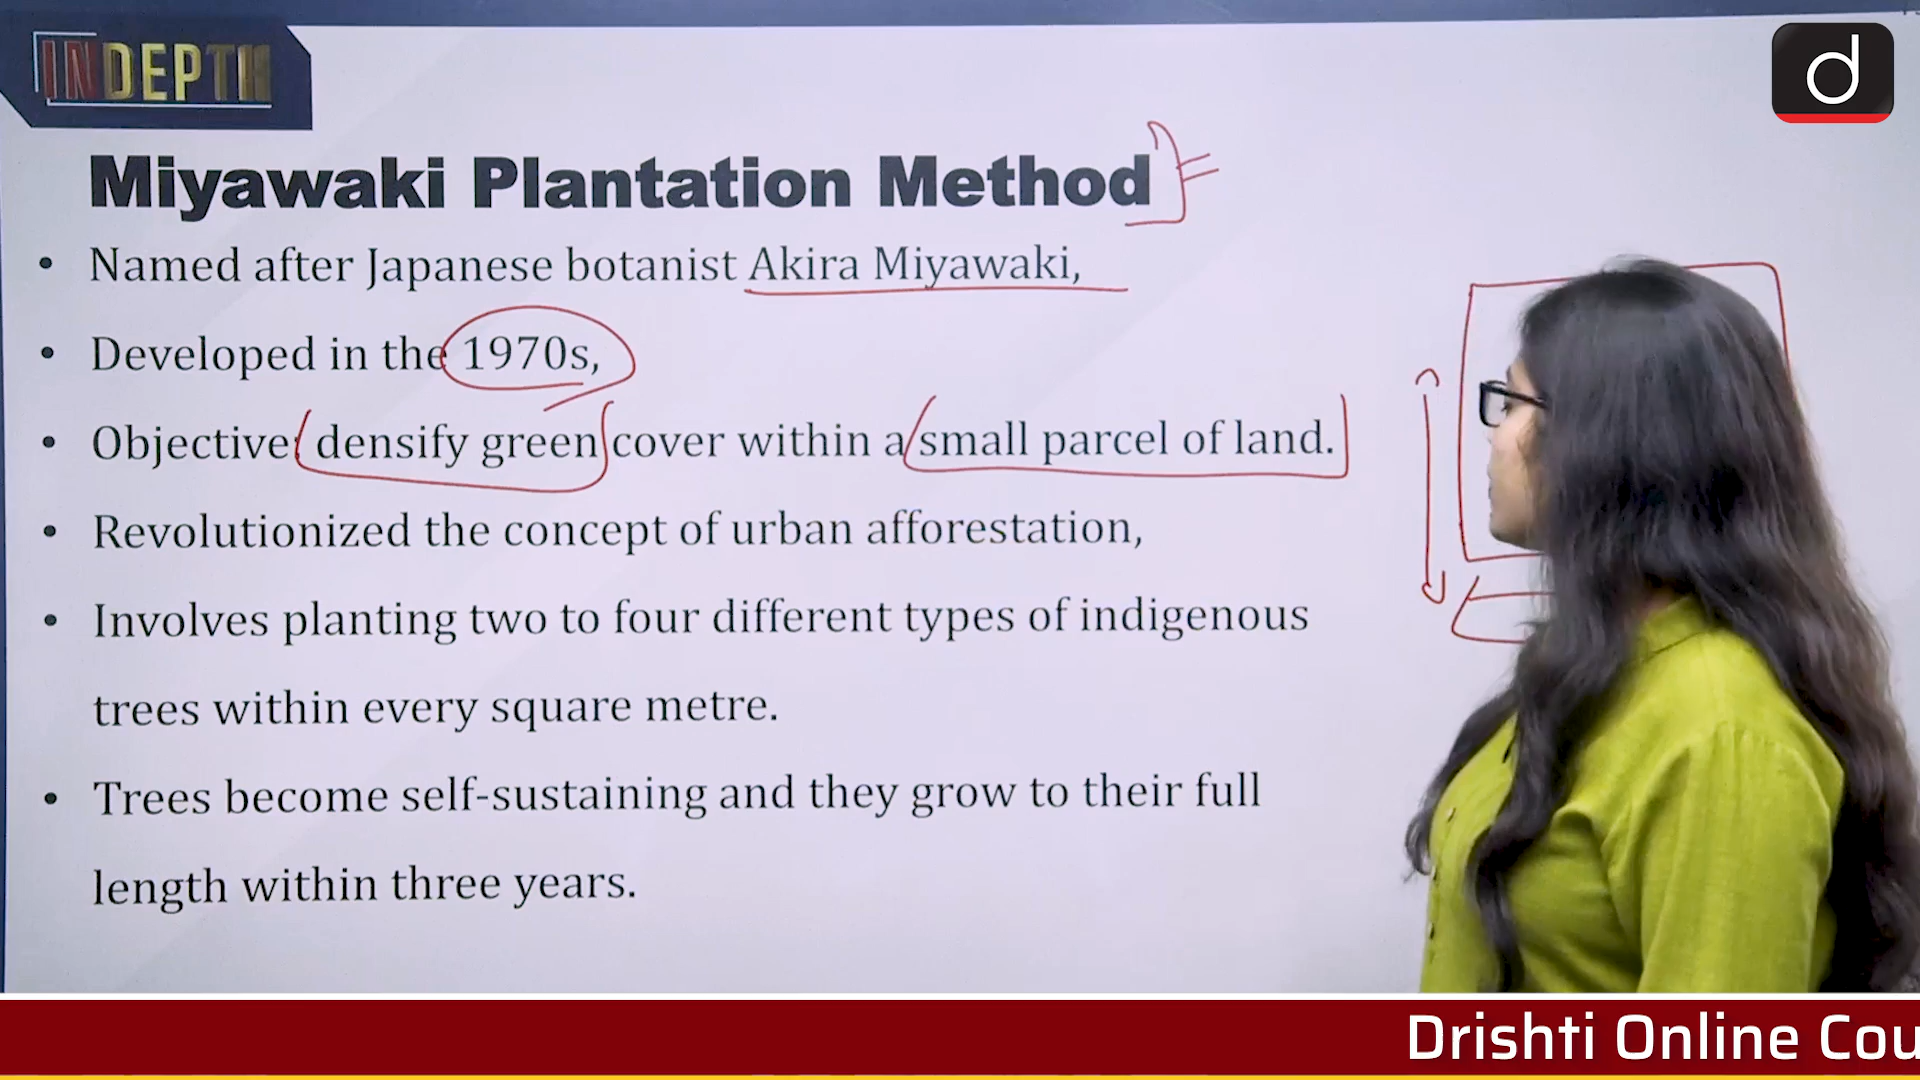 INDEPTH
d
Miyawaki Plantation Method
• Named after Japanese botanist Akira Miyawaki,
• Developed in the 1970s,
• Objective: densify green cover within a small parcel of land.
• Revolutionized the concept of urban afforestation,
• Involves planting two to four different types of indigenous
trees within every square metre.
• Trees become self-sustaining and they grow to their full
length within three years.
Drishti Online Cou